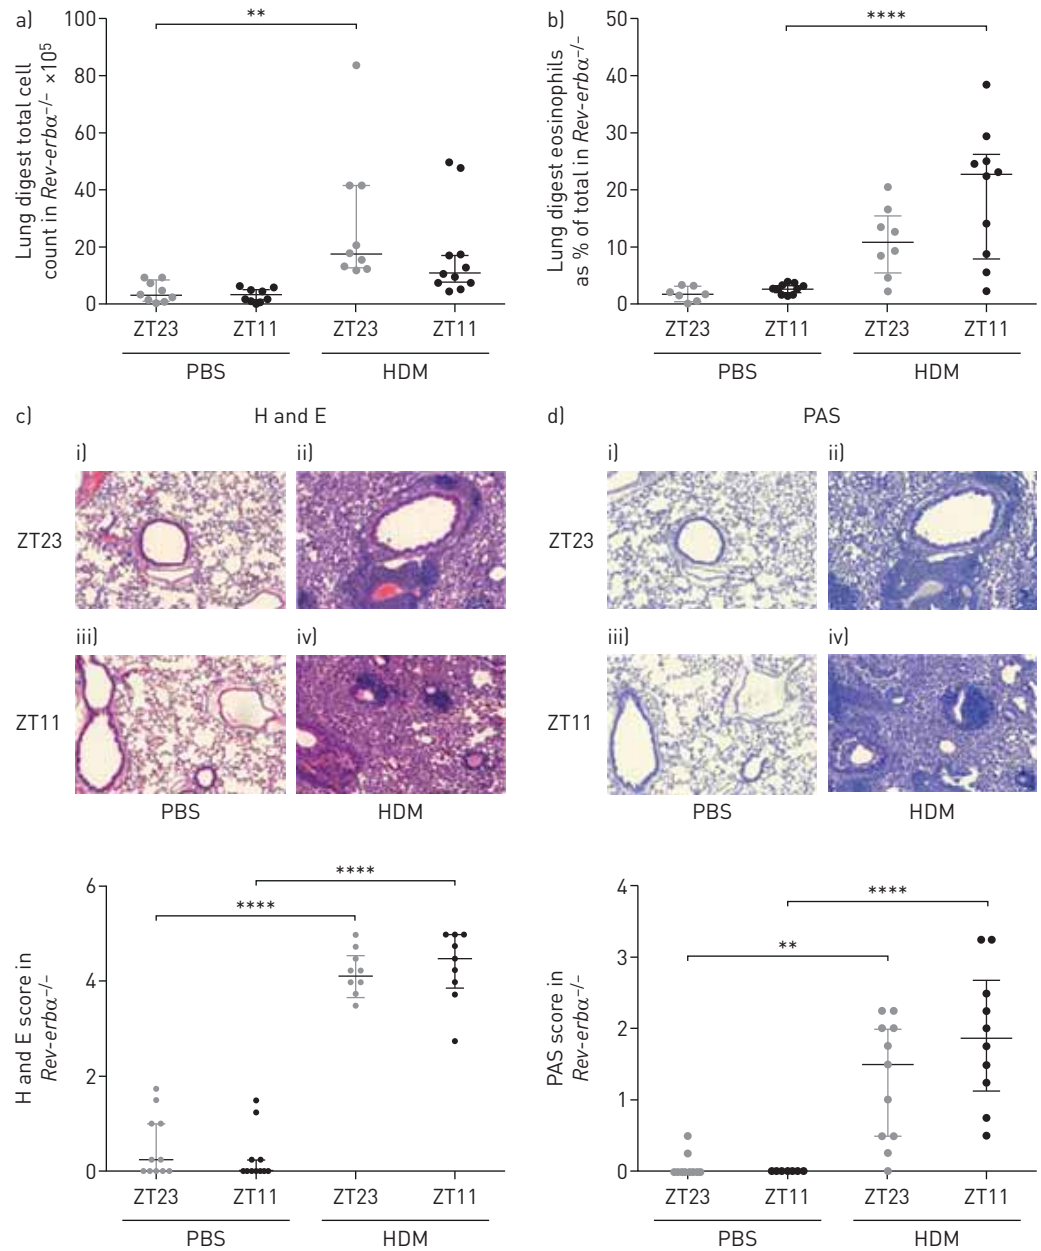 a)
Lung digest total cell
count in Rev-erbα–/– ×10⁵
100
80
60
40
20
0
**
ZT23
ZT11
ZT23
ZT11
PBS
HDM
b)
Lung digest eosinophils
as % of total in Rev-erbα–/–
50
40
30
20
10
0
****
ZT23
ZT11
ZT23
ZT11
PBS
HDM
c)
H and E
i)
ii)
ZT23
iii)
iv)
ZT11
PBS
HDM
d)
PAS
i)
ii)
ZT23
iii)
iv)
ZT11
PBS
HDM
H and E score in
Rev-erbα–/–
6
4
2
0
****
****
ZT23
ZT11
ZT23
ZT11
PBS
HDM
PAS score in
Rev-erbα–/–
4
3
2
1
0
****
**
ZT23
ZT11
ZT23
ZT11
PBS
HDM